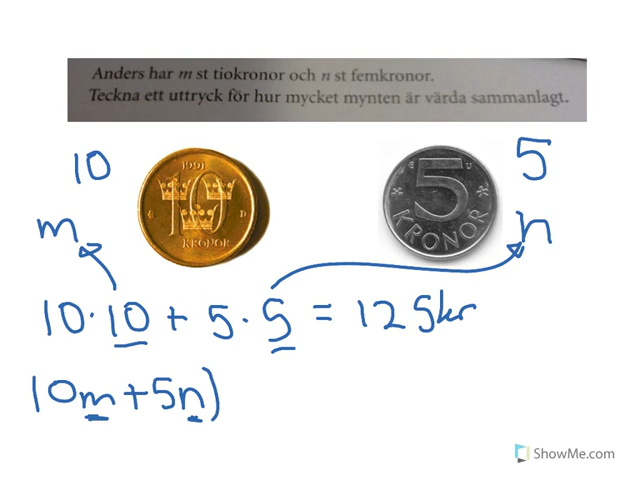 Anders har m st tiokronor och n st femkronor.
Teckna ett uttryck för hur mycket mynten är värda sammanlagt.
10
1991
10
KRONOR
D
E U
5
KRONOR
5
m
n
10 · 10 + 5 · 5 = 125kr
10m+5n)
ShowMe.com